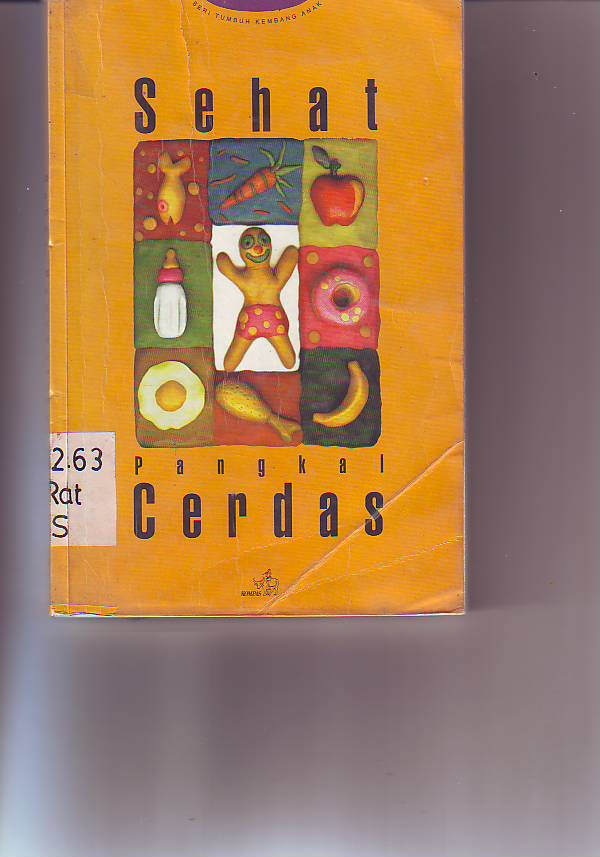 SERI TUMBUH KEMBANG ANAK
Sehat
Pangkal
Cerdas
2.63
Rat
S